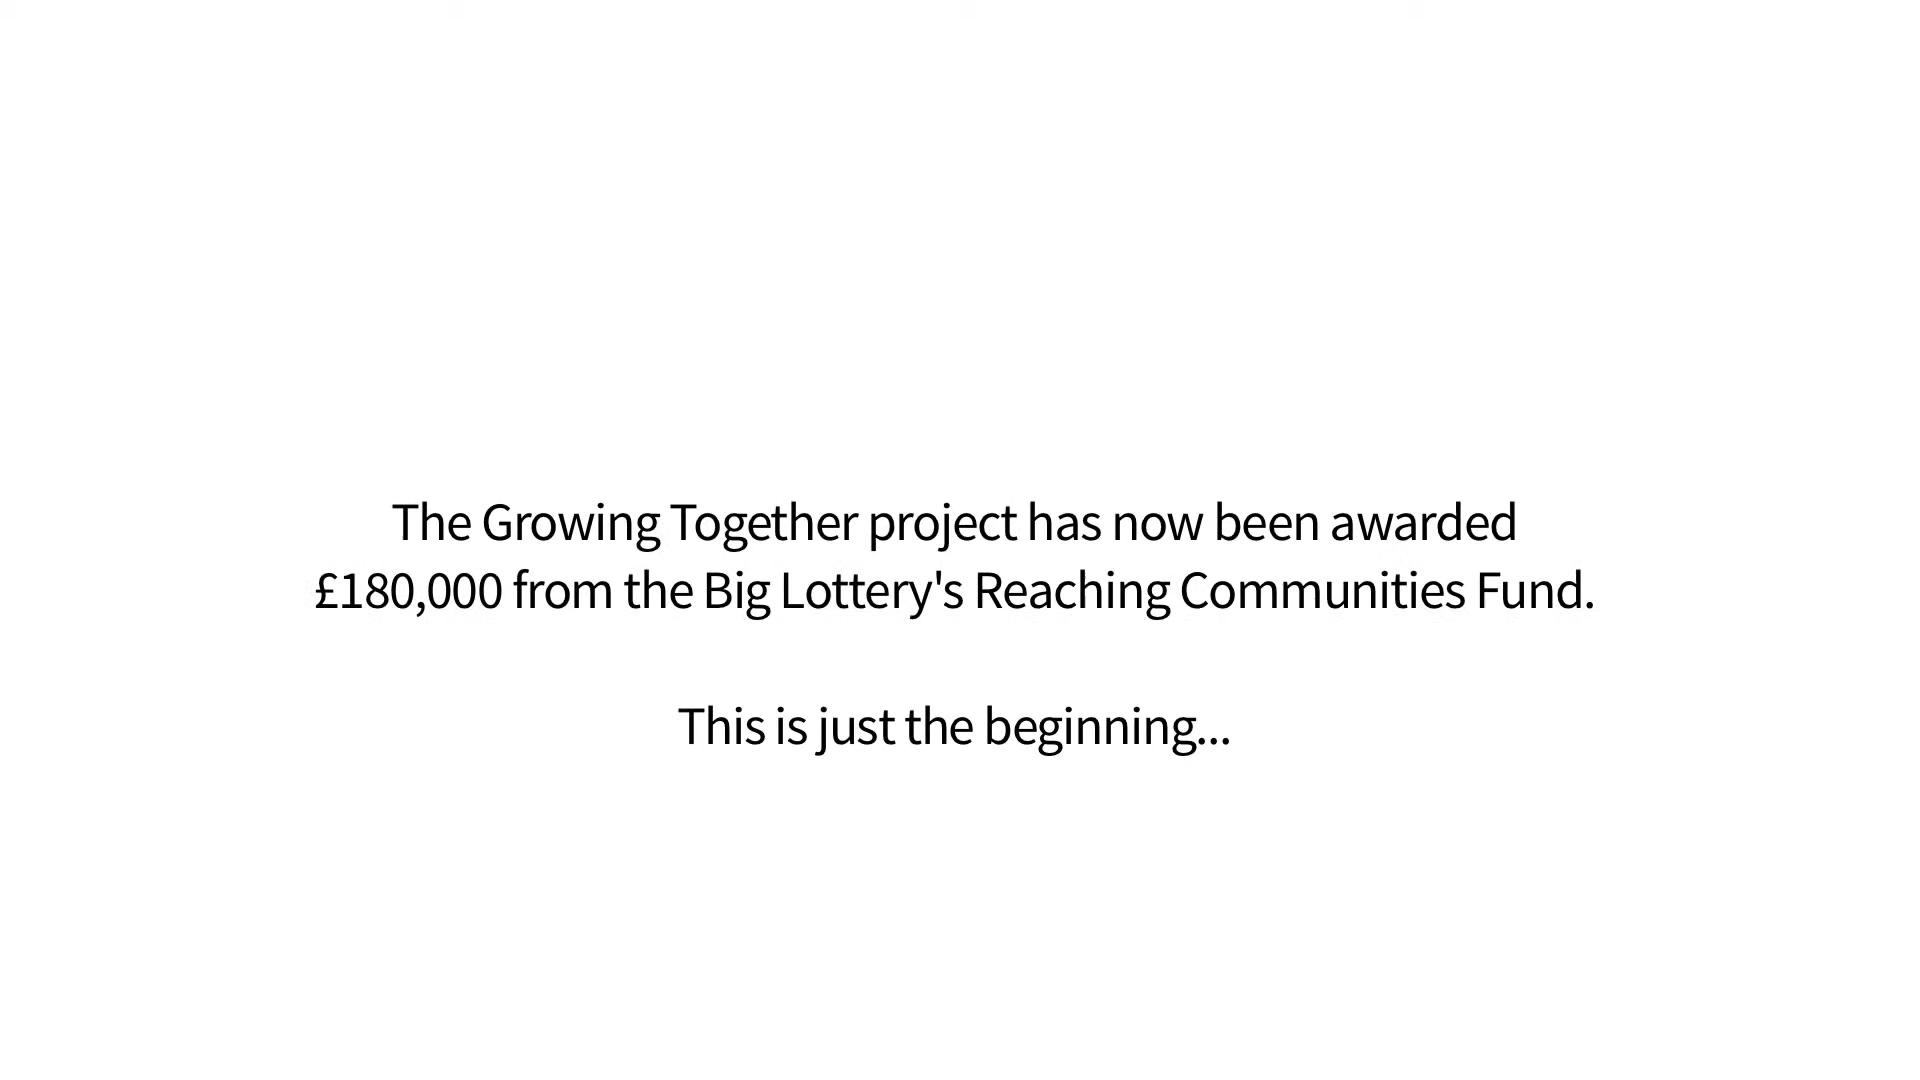 The Growing Together project has now been awarded
£180,000 from the Big Lottery's Reaching Communities Fund.
This is just the beginning...